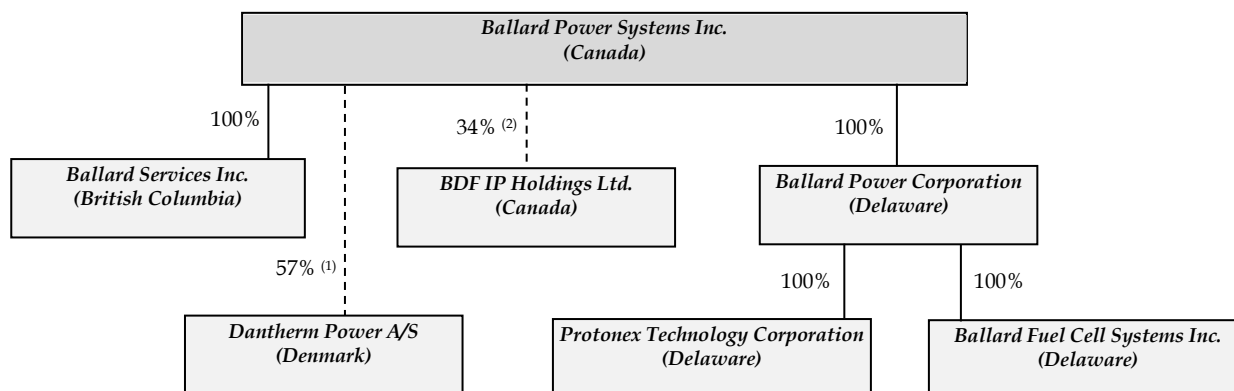 Ballard Power Systems Inc.
(Canada)
100%
34% (2)
100%
Ballard Services Inc.
(British Columbia)
BDF IP Holdings Ltd.
(Canada)
Ballard Power Corporation
(Delaware)
57% (1)
100%
100%
Dantherm Power A/S
(Denmark)
Protonex Technology Corporation
(Delaware)
Ballard Fuel Cell Systems Inc.
(Delaware)